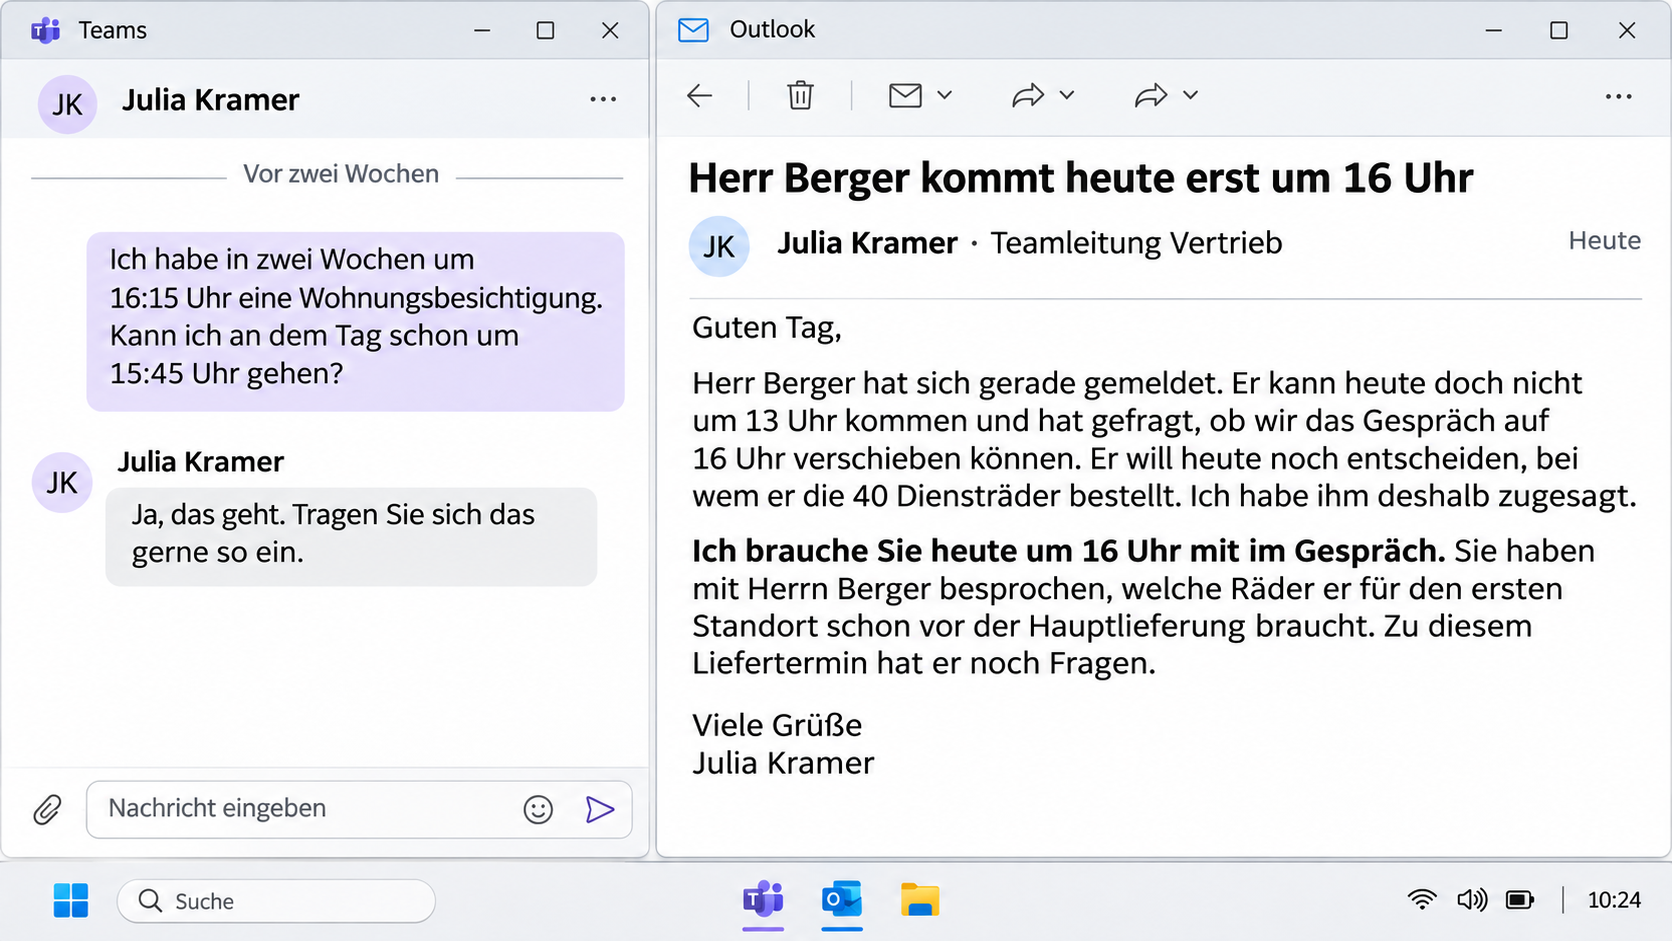 Teams
JK
Julia Kramer
Vor zwei Wochen
Ich habe in zwei Wochen um
16:15 Uhr eine Wohnungsbesichtigung.
Kann ich an dem Tag schon um
15:45 Uhr gehen?
Julia Kramer
JK
Ja, das geht. Tragen Sie sich das
gerne so ein.
Nachricht eingeben
Outlook
Herr Berger kommt heute erst um 16 Uhr
JK
Julia Kramer · Teamleitung Vertrieb
Heute
Guten Tag,
Herr Berger hat sich gerade gemeldet. Er kann heute doch nicht
um 13 Uhr kommen und hat gefragt, ob wir das Gespräch auf
16 Uhr verschieben können. Er will heute noch entscheiden, bei
wem er die 40 Diensträder bestellt. Ich habe ihm deshalb zugesagt.
Ich brauche Sie heute um 16 Uhr mit im Gespräch. Sie haben
mit Herrn Berger besprochen, welche Räder er für den ersten
Standort schon vor der Hauptlieferung braucht. Zu diesem
Liefertermin hat er noch Fragen.
Viele Grüße
Julia Kramer
Suche
10:24